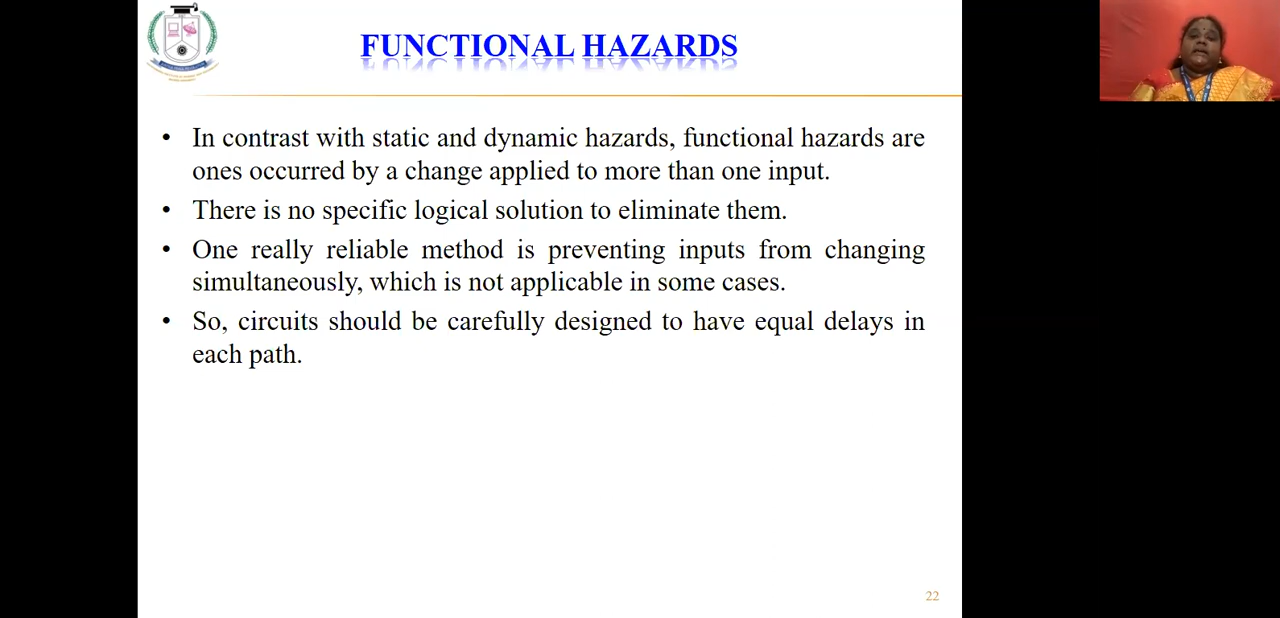 FUNCTIONAL HAZARDS
• In contrast with static and dynamic hazards, functional hazards are
ones occurred by a change applied to more than one input.
• There is no specific logical solution to eliminate them.
• One really reliable method is preventing inputs from changing
simultaneously, which is not applicable in some cases.
• So, circuits should be carefully designed to have equal delays in
each path.
22